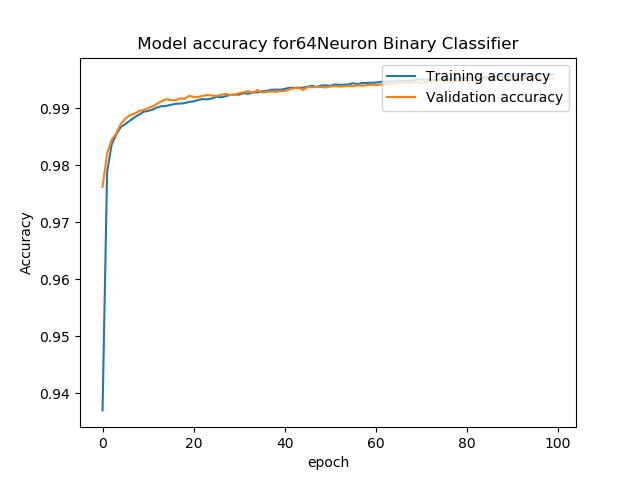 Model accuracy for64Neuron Binary Classifier
Training accuracy
Validation accuracy
0.99
0.98
0.97
0.96
0.95
0.94
Accuracy
0 20 40 60 80 100
epoch